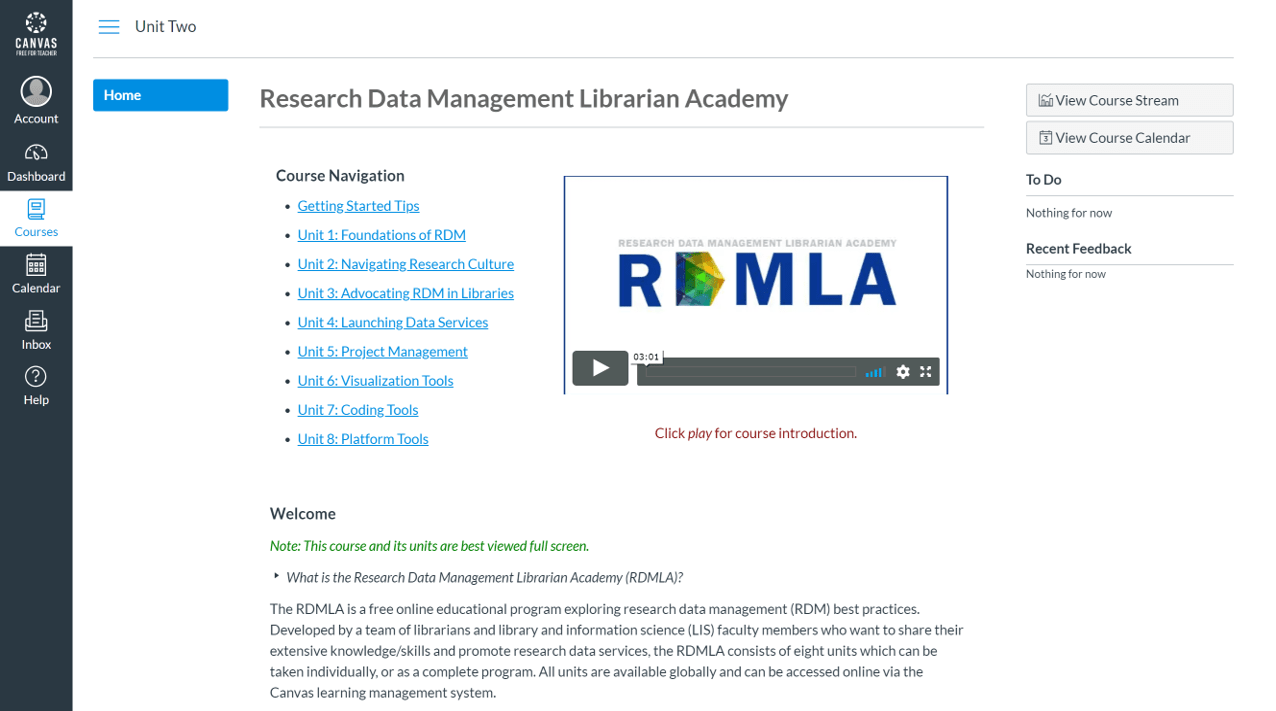 CANVAS
FREE FOR TEACHER
Account
Dashboard
Courses
Calendar
Inbox
Help
Unit Two
Home
Research Data Management Librarian Academy
Course Navigation
Getting Started Tips
Unit 1: Foundations of RDM
Unit 2: Navigating Research Culture
Unit 3: Advocating RDM in Libraries
Unit 4: Launching Data Services
Unit 5: Project Management
Unit 6: Visualization Tools
Unit 7: Coding Tools
Unit 8: Platform Tools
RESEARCH DATA MANAGEMENT LIBRARIAN ACADEMY
RDMLA
03:01
Click play for course introduction.
Welcome
Note: This course and its units are best viewed full screen.
What is the Research Data Management Librarian Academy (RDMLA)?
The RDMLA is a free online educational program exploring research data management (RDM) best practices.
Developed by a team of librarians and library and information science (LIS) faculty members who want to share their
extensive knowledge/skills and promote research data services, the RDMLA consists of eight units which can be
taken individually, or as a complete program. All units are available globally and can be accessed online via the
Canvas learning management system.
View Course Stream
3 View Course Calendar
To Do
Nothing for now
Recent Feedback
Nothing for now